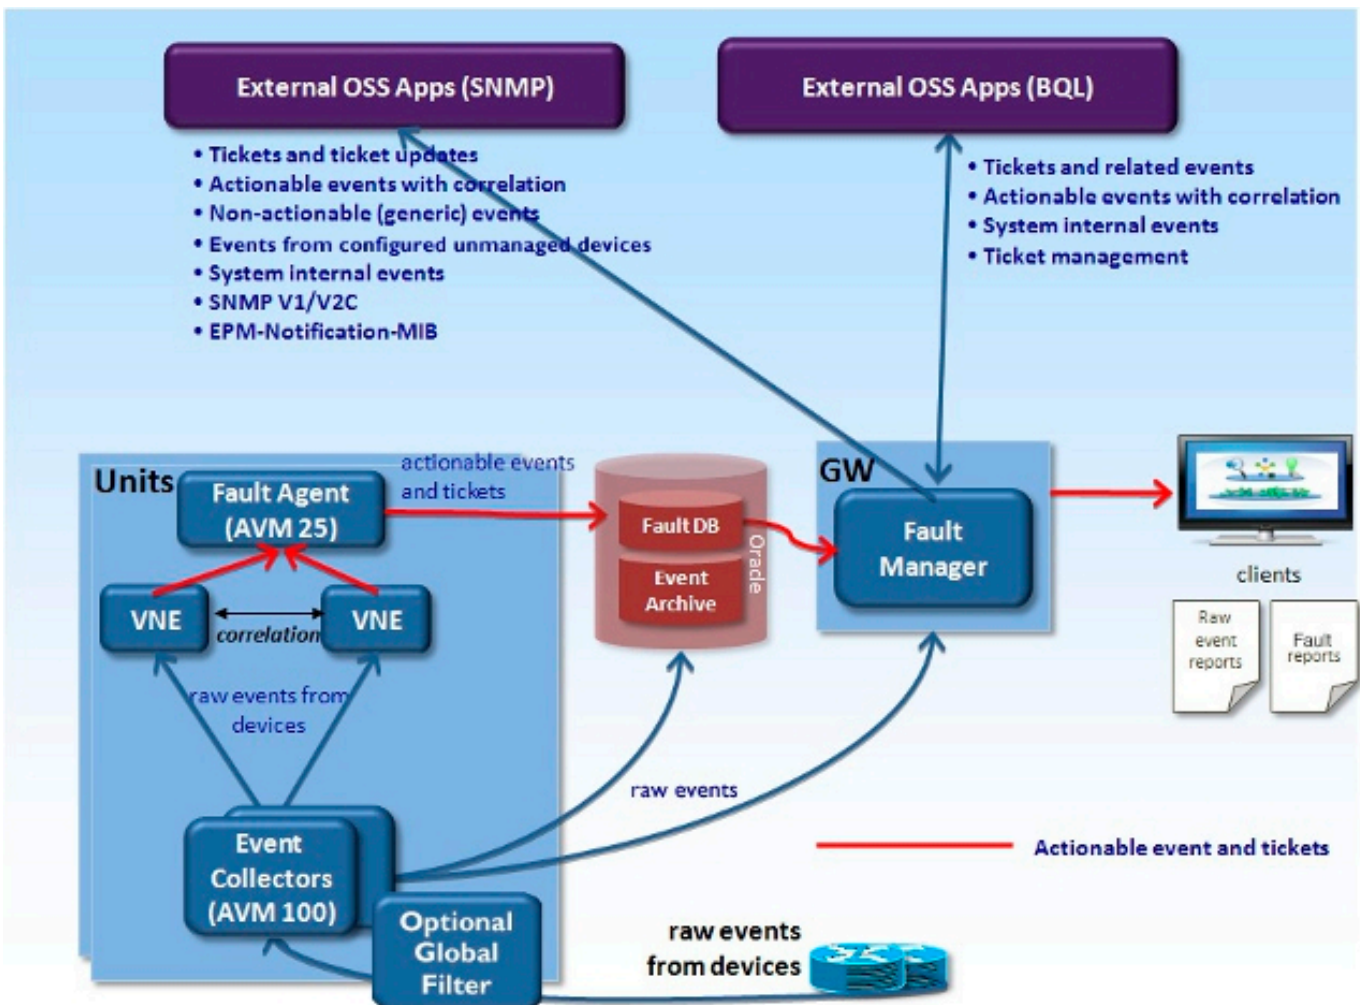 External OSS Apps (SNMP)
External OSS Apps (BQL)
• Tickets and ticket updates
• Actionable events with correlation
• Non-actionable (generic) events
• Events from configured unmanaged devices
• System internal events
• SNMP V1/V2C
• EPM-Notification-MIB
• Tickets and related events
• Actionable events with correlation
• System internal events
• Ticket management
Units
Fault Agent
(AVM 25)
actionable events
and tickets
VNE
correlation
VNE
raw events from
devices
Event
Collectors
(AVM 100)
Optional
Global
Filter
Fault DB
Event
Archive
Oracle
GW
Fault
Manager
clients
Raw
event
reports
Fault
reports
raw events
Actionable event and tickets
raw events
from devices